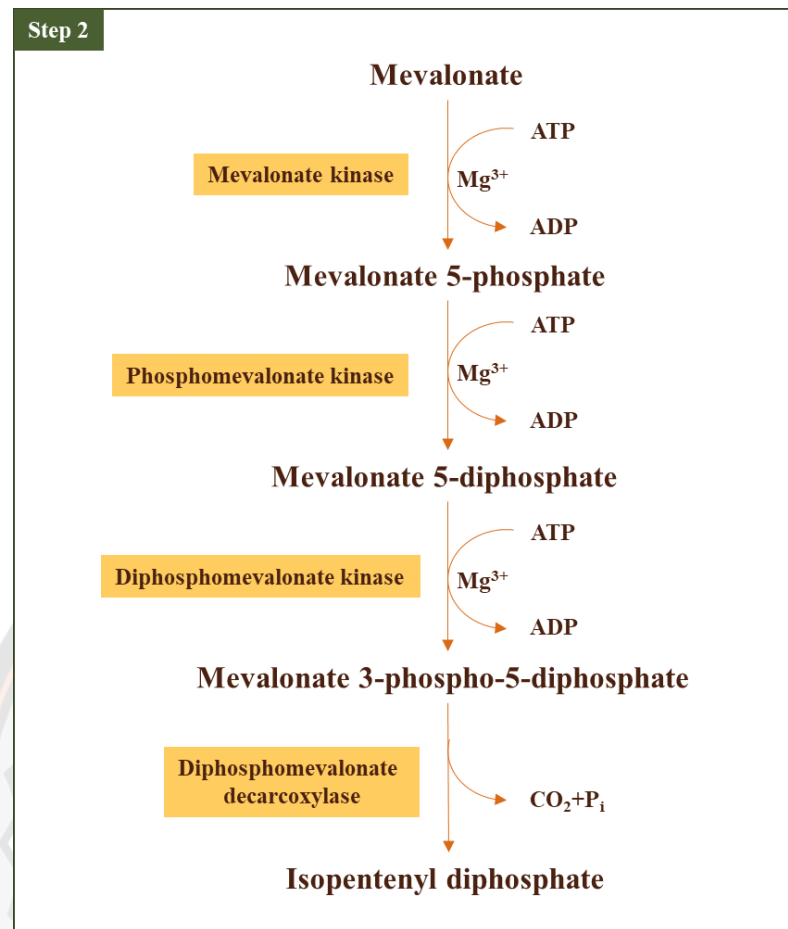 Step 2
Mevalonate
ATP
Mevalonate kinase
Mg³⁺
ADP
Mevalonate 5-phosphate
ATP
Phosphomevalonate kinase
Mg³⁺
ADP
Mevalonate 5-diphosphate
ATP
Diphosphomevalonate kinase
Mg³⁺
ADP
Mevalonate 3-phospho-5-diphosphate
Diphosphomevalonate
decarcoxylase
CO₂+Pᵢ
Isopentenyl diphosphate